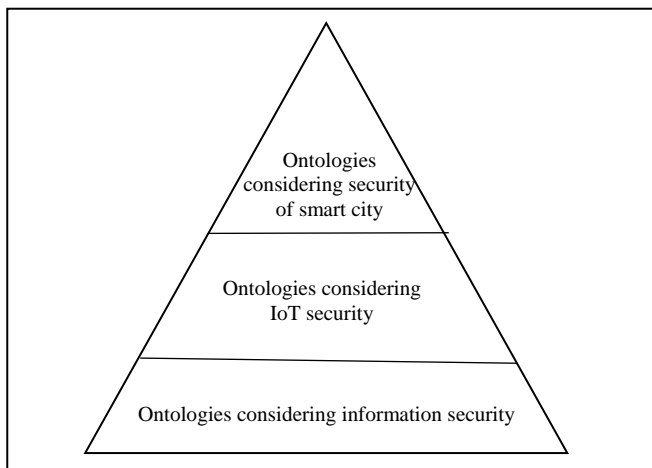 Ontologies
considering security
of smart city
Ontologies considering
IoT security
Ontologies considering information security